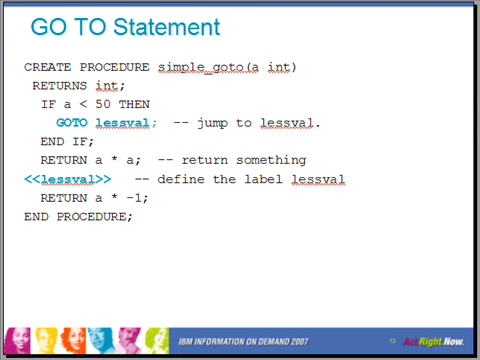 GO TO Statement
CREATE PROCEDURE simple_goto(a int)
RETURNS int;
IF a < 50 THEN
GOTO lessval; -- jump to lessval.
END IF;
RETURN a * a; -- return something
<<lessval>> -- define the label lessval
RETURN a * -1;
END PROCEDURE;
IBM INFORMATION ON DEMAND 2007
13
Act.Right.Now.